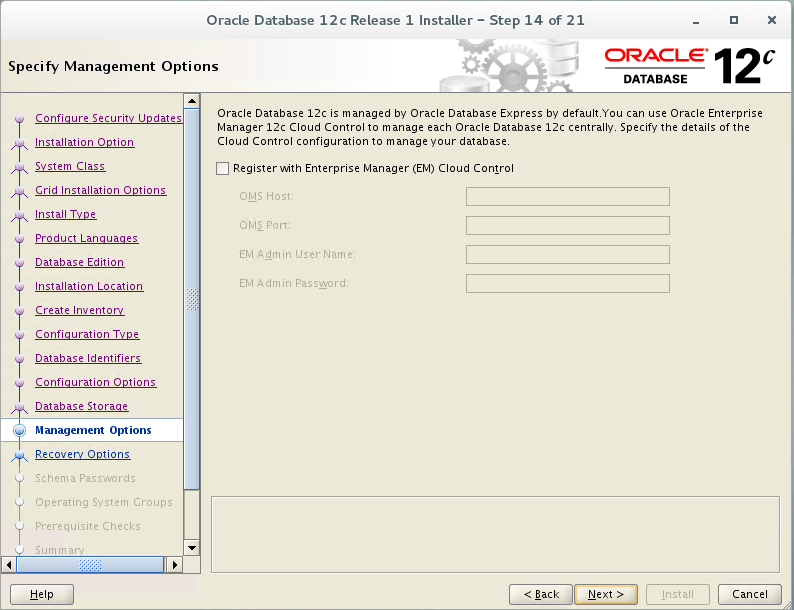 Oracle Database 12c Release 1 Installer – Step 14 of 21
Specify Management Options
ORACLE®
DATABASE
12c
Configure Security Updates
Installation Option
System Class
Grid Installation Options
Install Type
Product Languages
Database Edition
Installation Location
Create Inventory
Configuration Type
Database Identifiers
Configuration Options
Database Storage
Management Options
Recovery Options
Schema Passwords
Operating System Groups
Prerequisite Checks
Summary
Oracle Database 12c is managed by Oracle Database Express by default.You can use Oracle Enterprise
Manager 12c Cloud Control to manage each Oracle Database 12c centrally. Specify the details of the
Cloud Control configuration to manage your database.
Register with Enterprise Manager (EM) Cloud Control
OMS Host:
OMS Port:
EM Admin User Name:
EM Admin Password:
Help
< Back
Next >
Install
Cancel